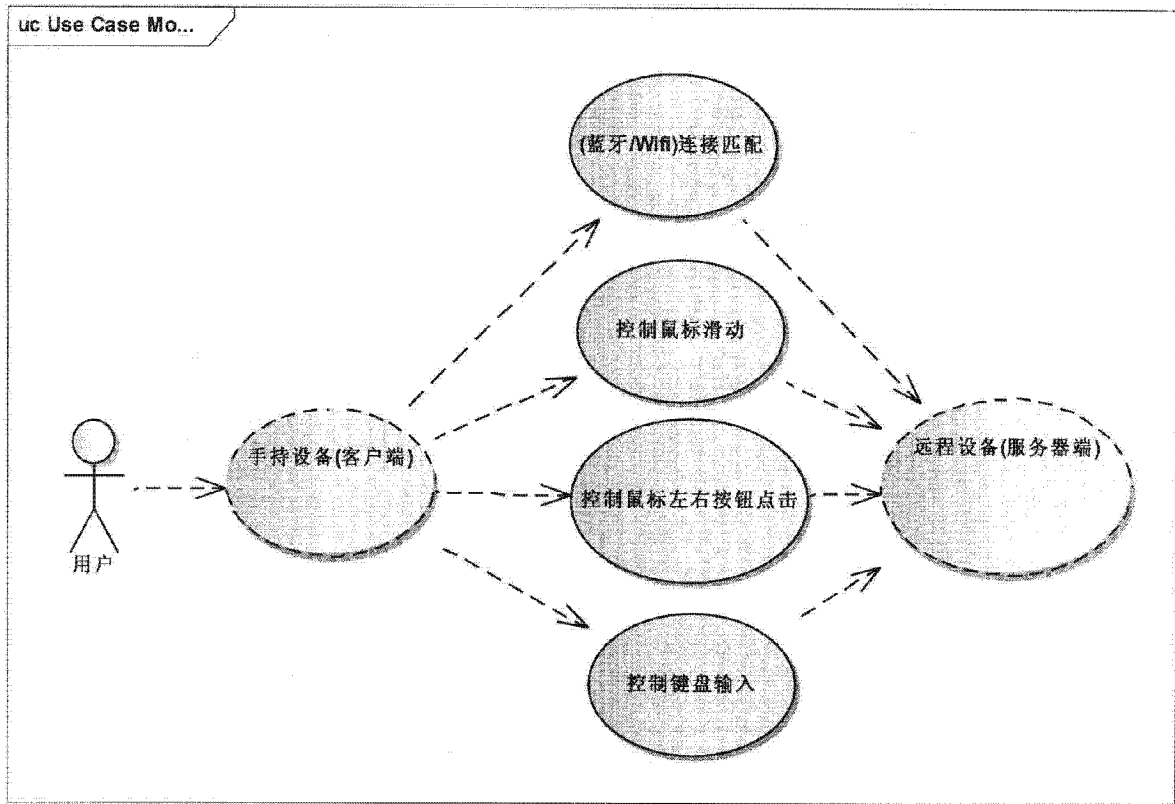 uc Use Case Mo...
(蓝牙/Wifi)连接匹配
控制鼠标滑动
手持设备(客户端)
远程设备(服务器端)
控制鼠标左右按钮点击
用户
控制键盘输入